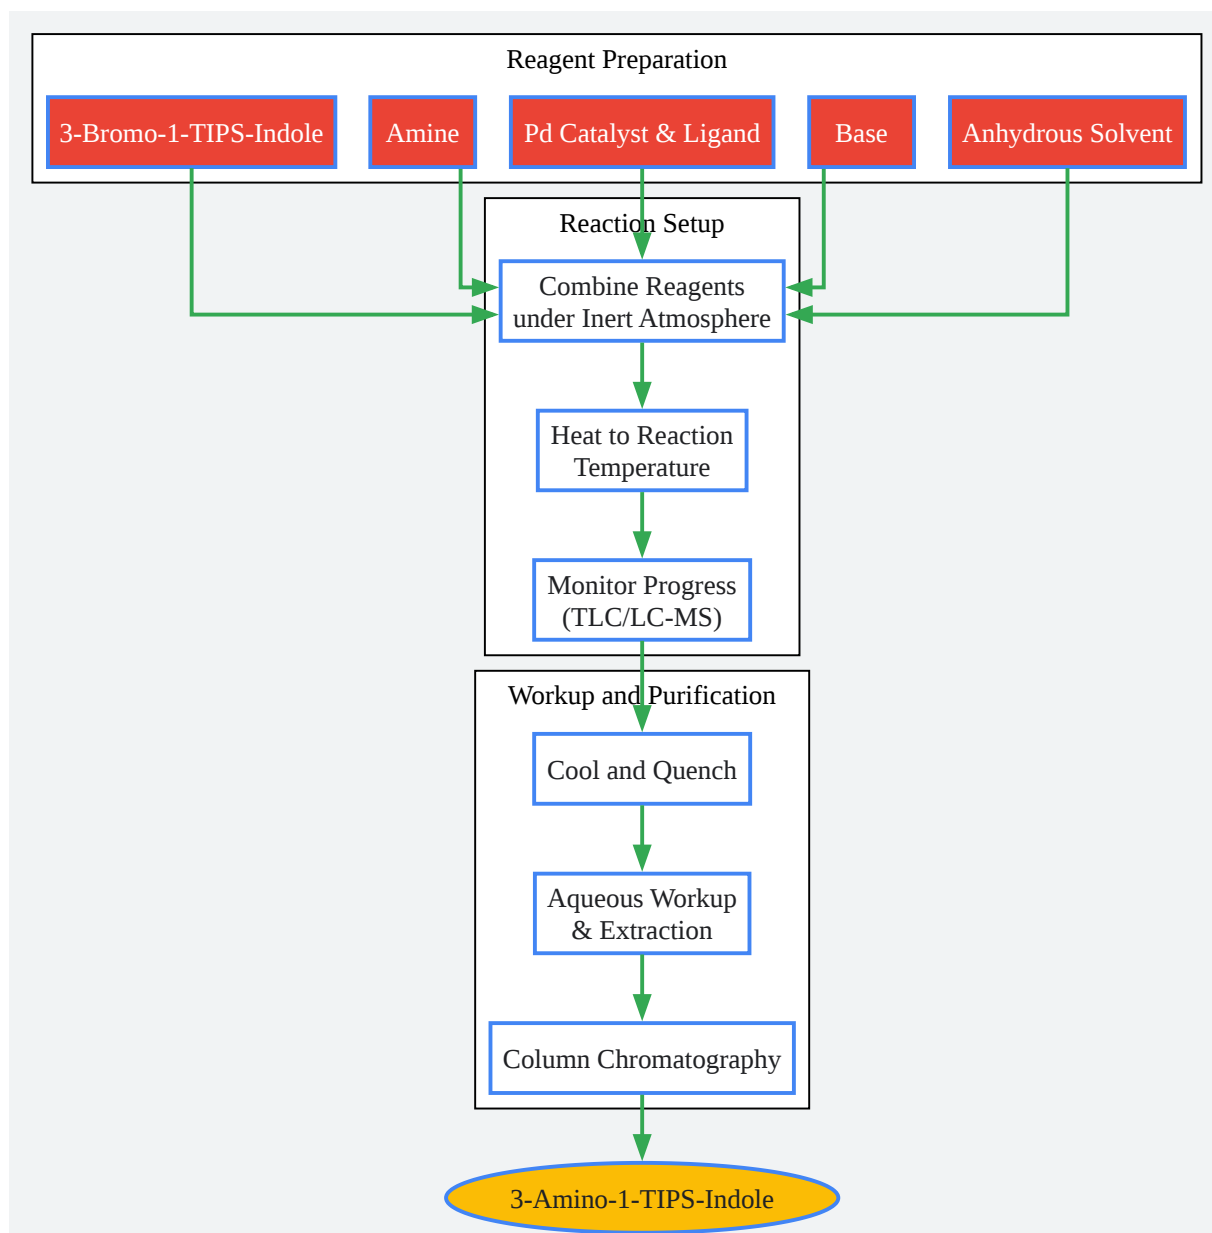 Reagent Preparation
3-Bromo-1-TIPS-Indole
Amine
Pd Catalyst & Ligand
Base
Anhydrous Solvent
Reaction Setup
Combine Reagents
under Inert Atmosphere
Heat to Reaction
Temperature
Monitor Progress
(TLC/LC-MS)
Workup and Purification
Cool and Quench
Aqueous Workup
& Extraction
Column Chromatography
3-Amino-1-TIPS-Indole